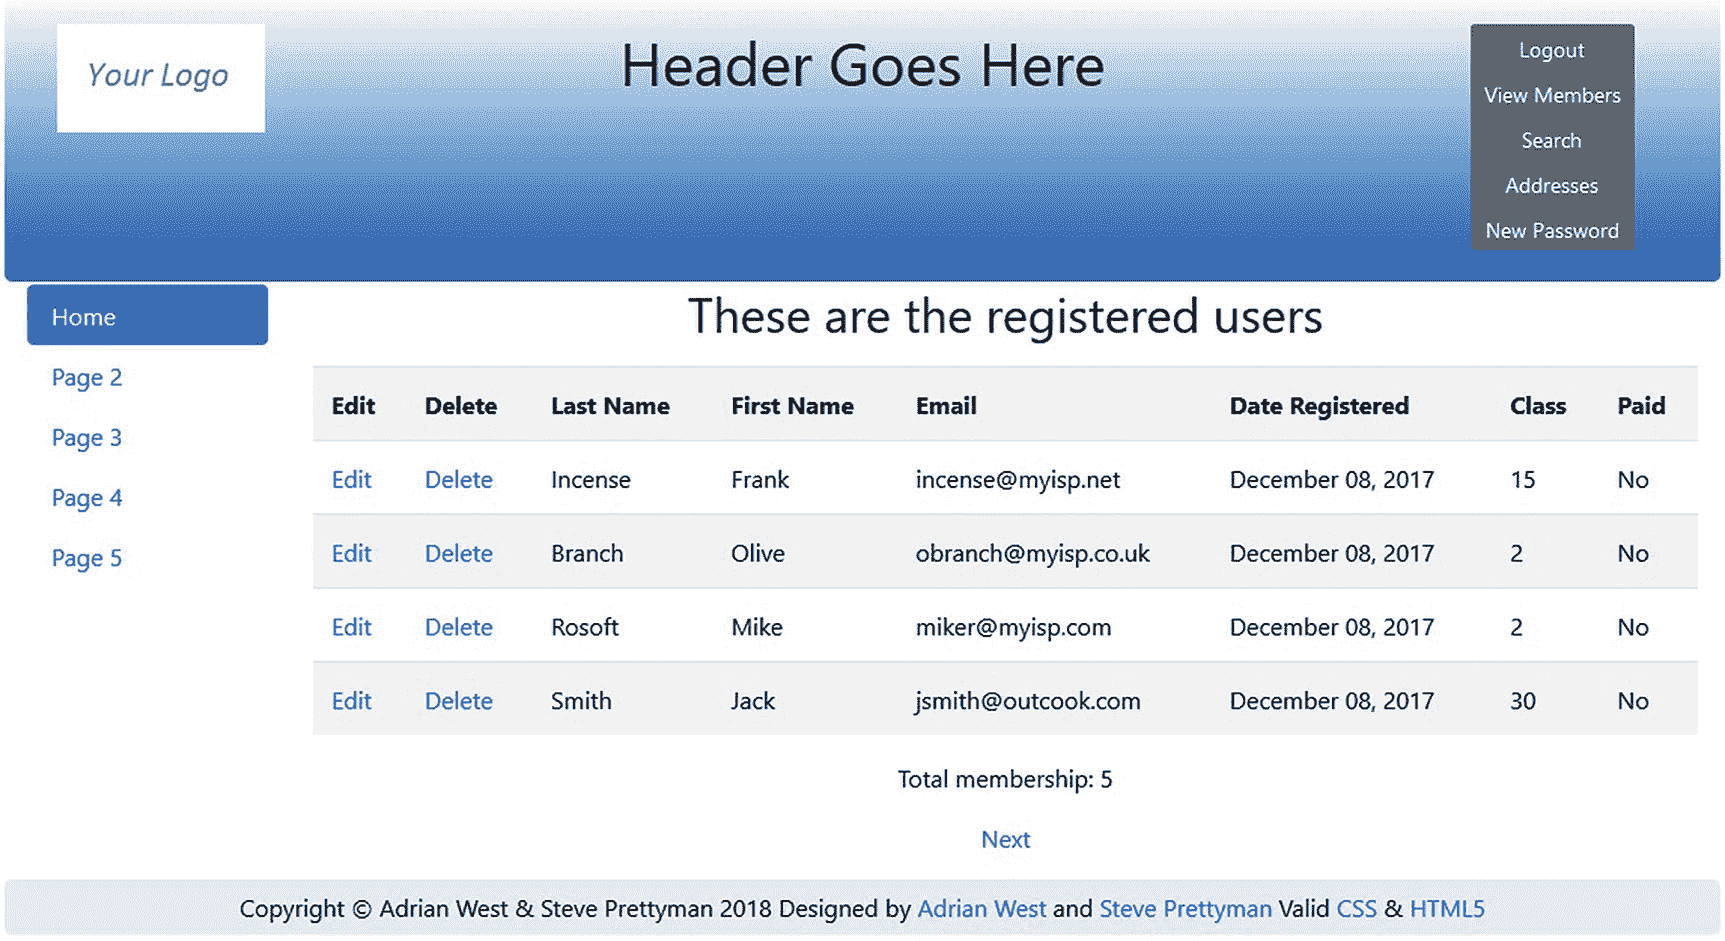 Your Logo
Header Goes Here
Logout
View Members
Search
Addresses
New Password
Home
Page 2
Page 3
Page 4
Page 5
These are the registered users
Edit Delete Last Name First Name Email Date Registered Class Paid
Edit Delete Incense Frank incense@myisp.net December 08, 2017 15 No
Edit Delete Branch Olive obranch@myisp.co.uk December 08, 2017 2 No
Edit Delete Rosoft Mike miker@myisp.com December 08, 2017 2 No
Edit Delete Smith Jack jsmith@outcook.com December 08, 2017 30 No
Total membership: 5
Next
Copyright © Adrian West & Steve Prettyman 2018 Designed by Adrian West and Steve Prettyman Valid CSS & HTML5